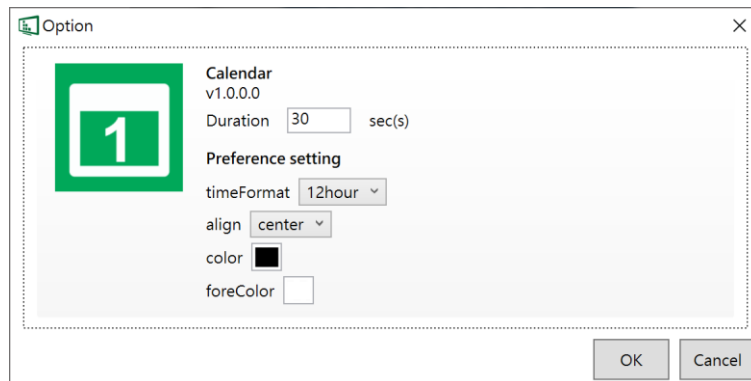 Option
1
Calendar
v1.0.0.0
Duration 30 sec(s)
Preference setting
timeFormat 12hour
align center
color
foreColor
OK Cancel